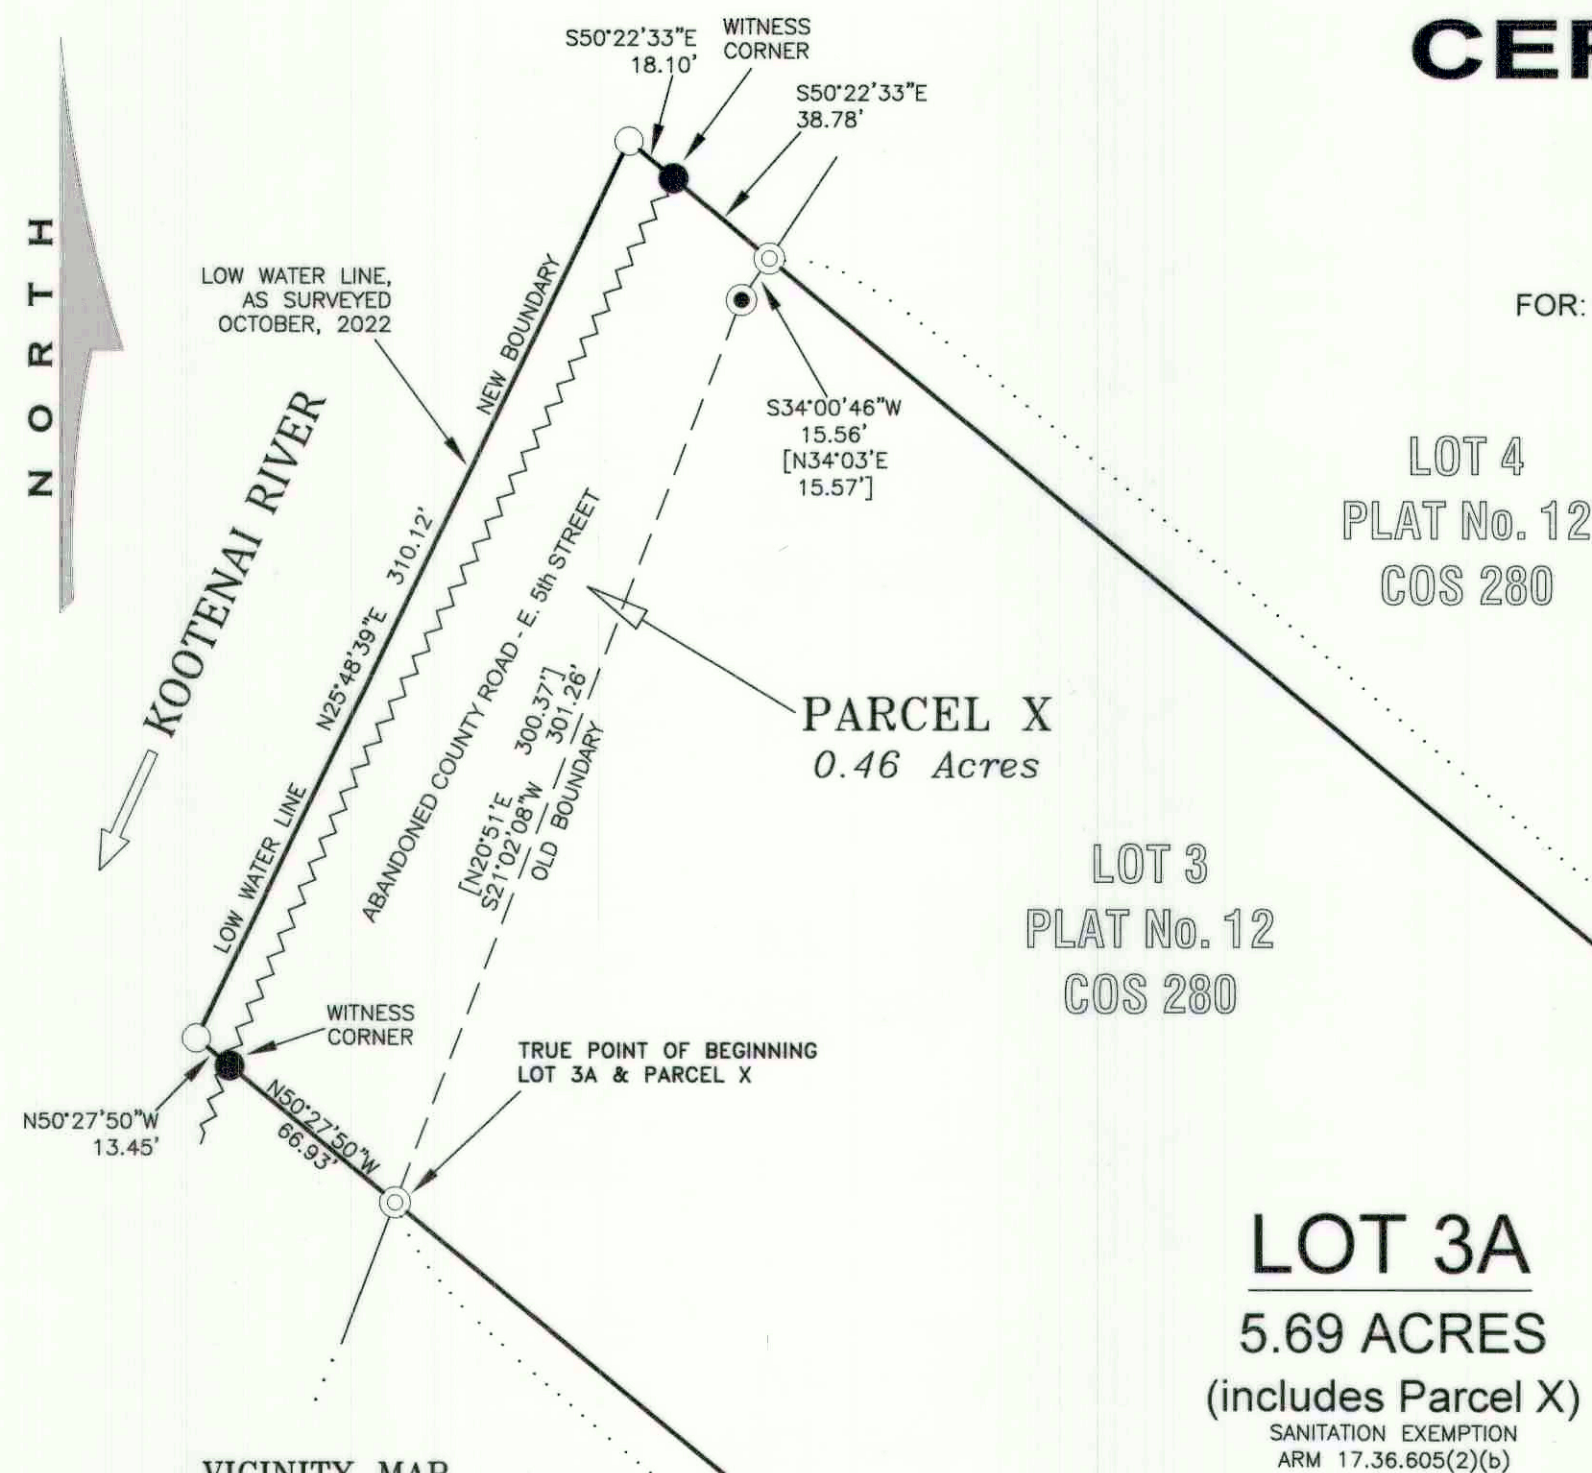 CER
S50°22'33"E
18.10'
WITNESS
CORNER
S50°22'33"E
38.78'
NORTH
LOW WATER LINE,
AS SURVEYED
OCTOBER, 2022
FOR:
NEW BOUNDARY
S34°00'46"W
15.56'
[N34°03'E
15.57']
KOOTENAI RIVER
LOT 4
PLAT No. 12
COS 280
N25°48'39"E 310.12'
ABANDONED COUNTY ROAD - E. 5th STREET
[N20°51'E 300.37']
S21°02'08"W 301.26'
OLD BOUNDARY
PARCEL X
0.46 Acres
LOW WATER LINE
LOT 3
PLAT No. 12
COS 280
WITNESS
CORNER
TRUE POINT OF BEGINNING
LOT 3A & PARCEL X
N50°27'50"W
13.45'
N50°27'50"W
66.93'
LOT 3A
5.69 ACRES
(includes Parcel X)
SANITATION EXEMPTION
ARM 17.36.605(2)(b)
VICINITY MAP